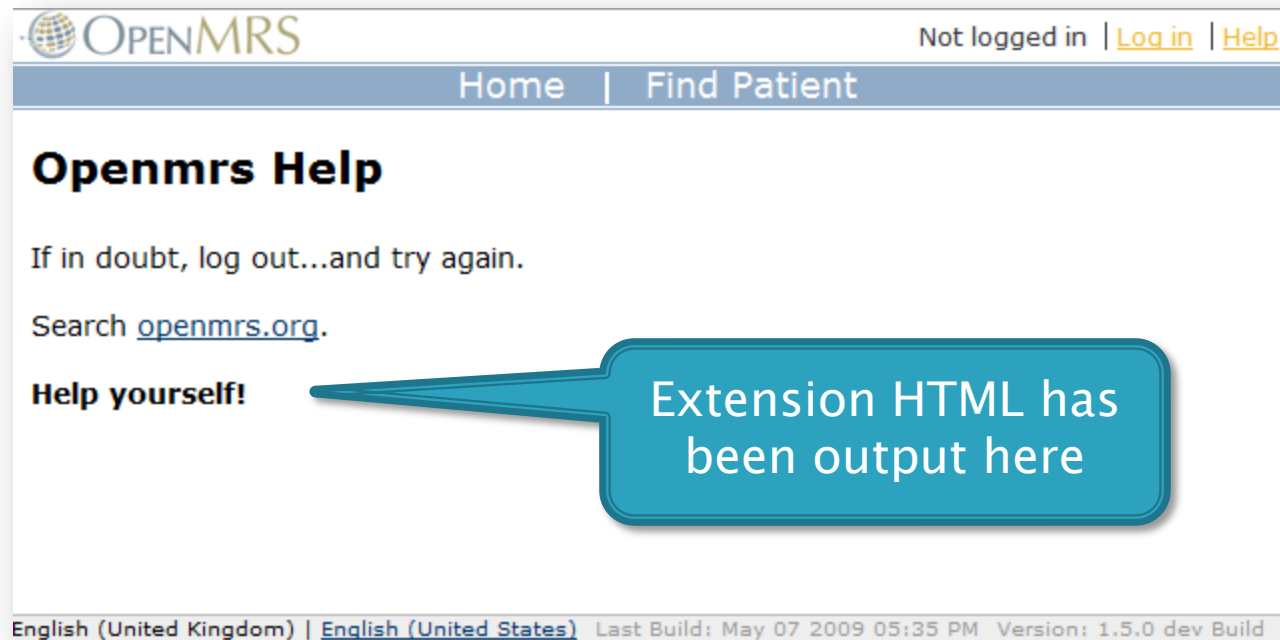 OPENMRS
Not logged in | Log in | Help
Home | Find Patient
Openmrs Help
If in doubt, log out...and try again.
Search openmrs.org.
Help yourself!
Extension HTML has
been output here
English (United Kingdom) | English (United States) Last Build: May 07 2009 05:35 PM Version: 1.5.0 dev Build